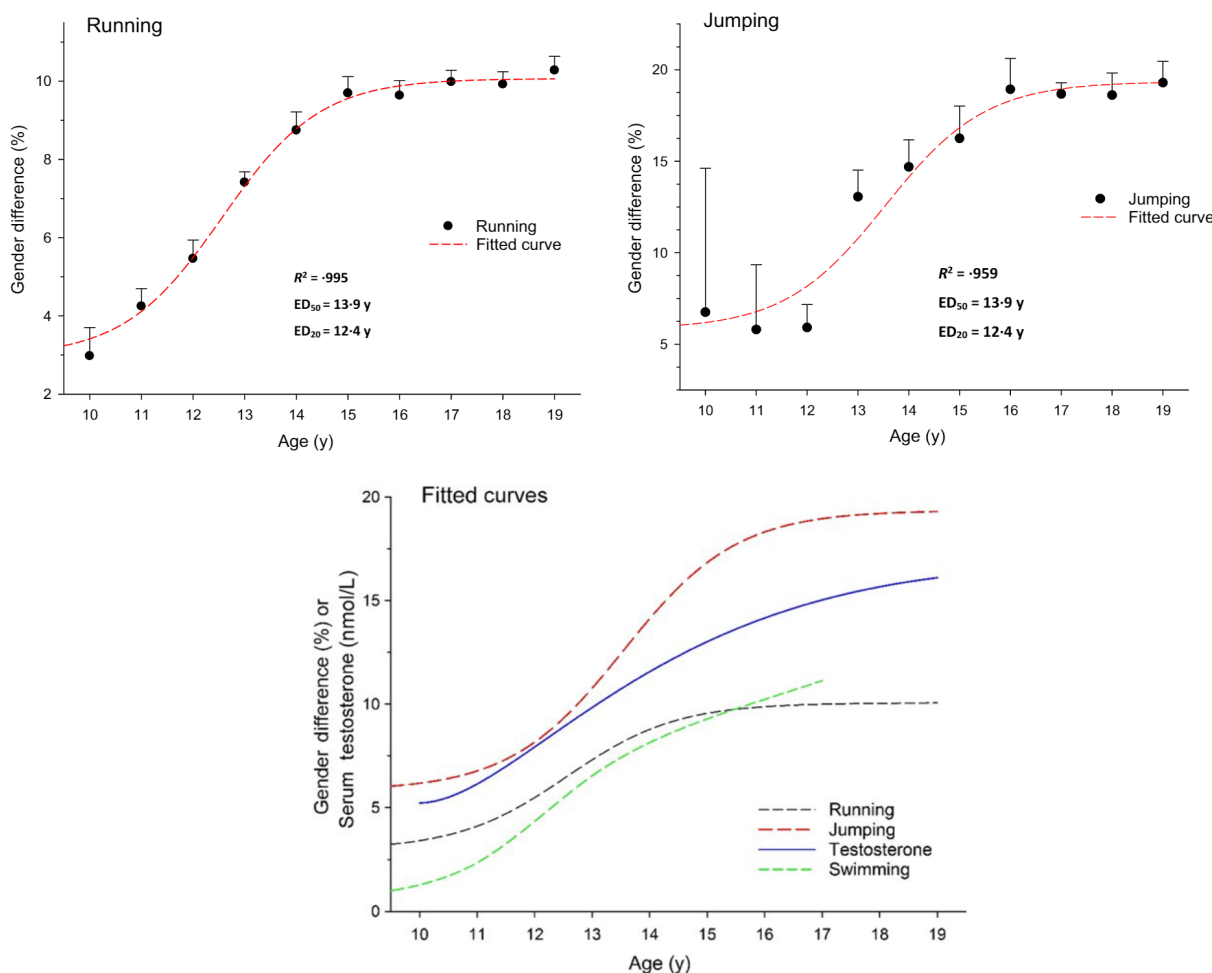 Running
Gender difference (%)
10
8
6
4
2
Running
Fitted curve
R² = ·995
ED₅₀ = 13·9 y
ED₂₀ = 12·4 y
10 11 12 13 14 15 16 17 18 19
Age (y)
Jumping
Gender difference (%)
20
15
10
5
Jumping
Fitted curve
R² = ·959
ED₅₀ = 13·9 y
ED₂₀ = 12·4 y
10 11 12 13 14 15 16 17 18 19
Age (y)
Fitted curves
Gender difference (%) or
Serum testosterone (nmol/L)
20
15
10
5
0
Running
Jumping
Testosterone
Swimming
10 11 12 13 14 15 16 17 18 19
Age (y)